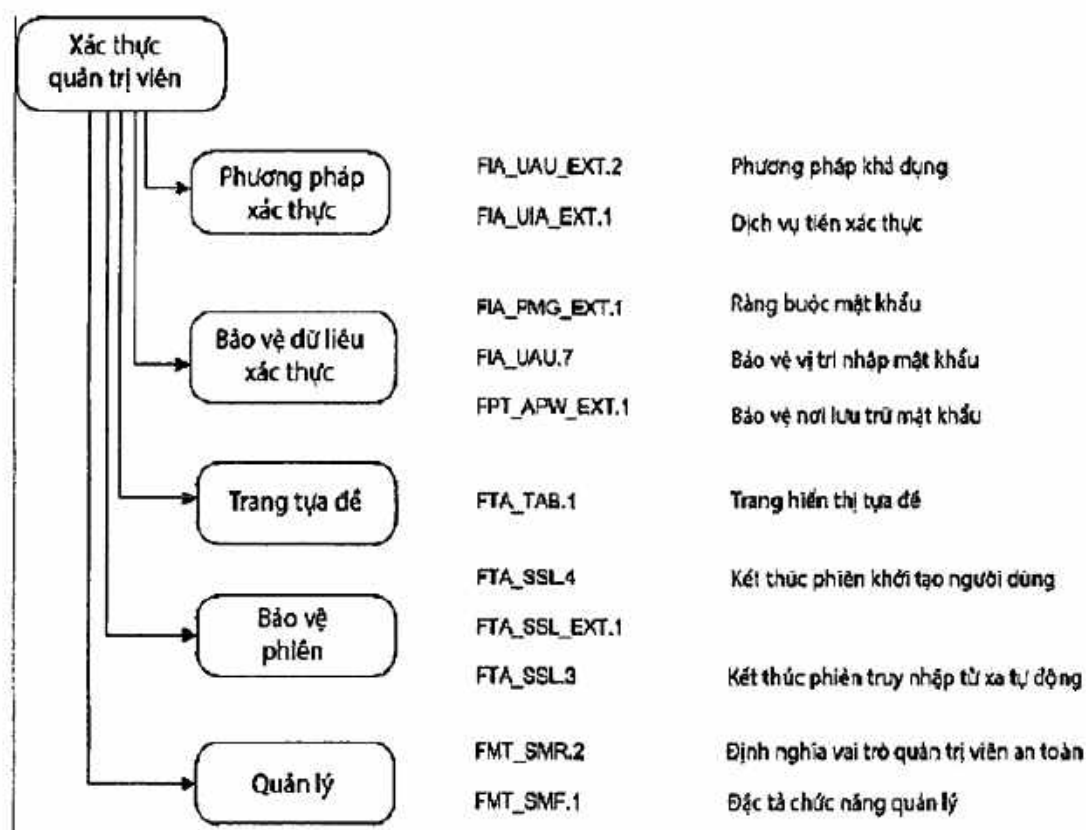 Xác thực
quản trị viên
Phương pháp
xác thực
FIA_UAU_EXT.2 Phương pháp khả dụng
FIA_UIA_EXT.1 Dịch vụ tiền xác thực
Bảo vệ dữ liêu
xác thực
FIA_PMG_EXT.1 Ràng buộc mật khẩu
FIA_UAU.7 Bảo vệ vị trí nhập mật khẩu
FPT_APW_EXT.1 Bảo vệ nơi lưu trữ mật khẩu
Trang tựa đề
FTA_TAB.1 Trang hiển thị tựa đề
Bảo vệ
phiên
FTA_SSL.4 Kết thúc phiên khởi tạo người dùng
FTA_SSL_EXT.1
FTA_SSL.3 Kết thúc phiên truy nhập từ xa tự động
Quản lý
FMT_SMR.2 Định nghĩa vai trò quản trị viên an toàn
FMT_SMF.1 Đặc tả chức năng quản lý